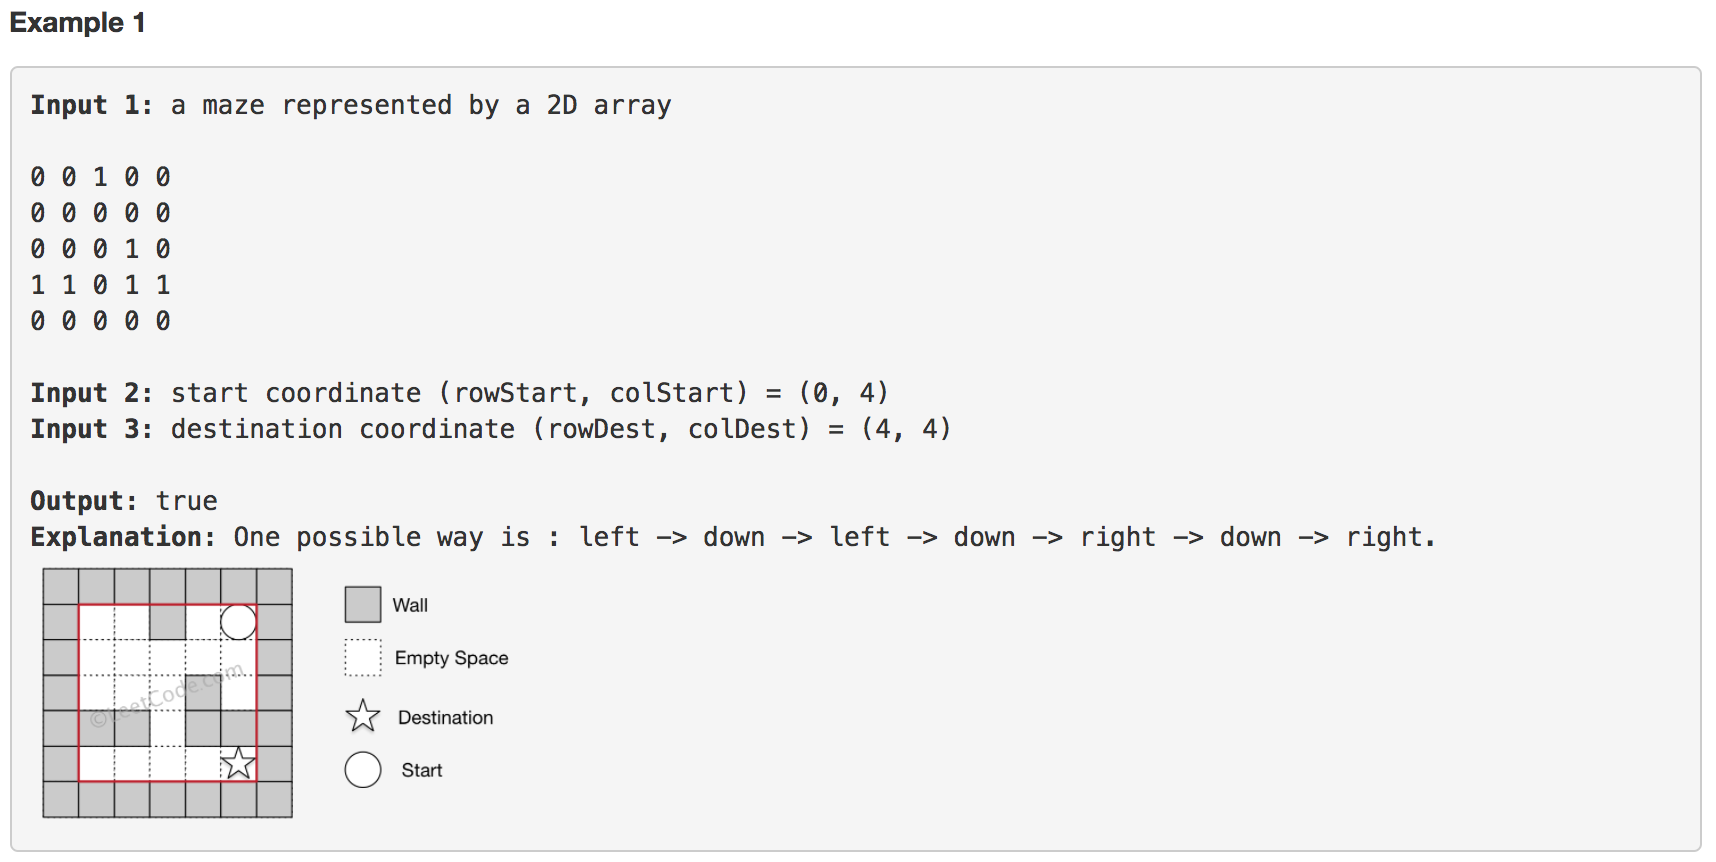 Example 1
Input 1: a maze represented by a 2D array
0 0 1 0 0
0 0 0 0 0
0 0 0 1 0
1 1 0 1 1
0 0 0 0 0
Input 2: start coordinate (rowStart, colStart) = (0, 4)
Input 3: destination coordinate (rowDest, colDest) = (4, 4)
Output: true
Explanation: One possible way is : left -> down -> left -> down -> right -> down -> right.
Wall
Empty Space
©LeetCode.com
Destination
Start